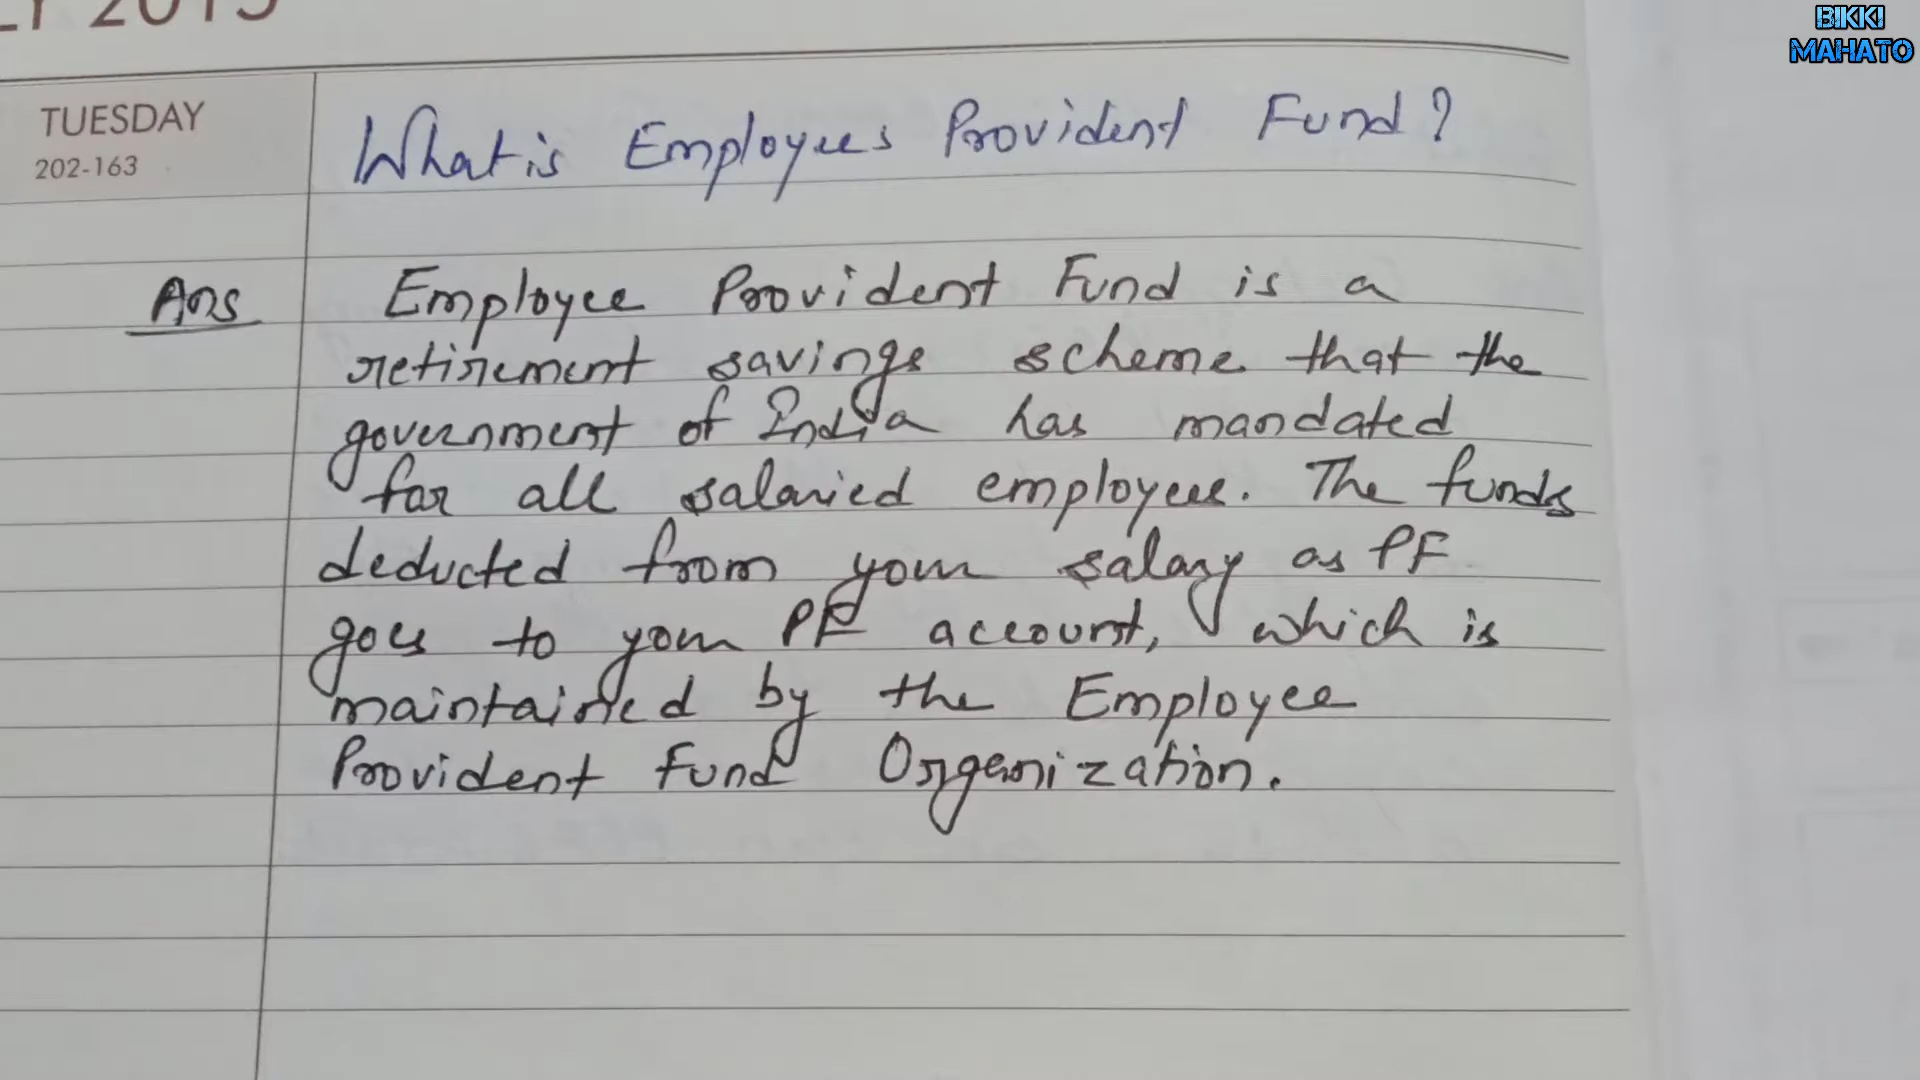 LY 2015
BIKKI
MAHATO
TUESDAY
202-163
What is Employees Provident Fund?
Ans Employee Provident Fund is a
retirement savings scheme that the
government of India has mandated
for all salaried employees. The funds
deducted from your salary as PF
goes to your PF account, which is
maintained by the Employee
Provident Fund Organization.